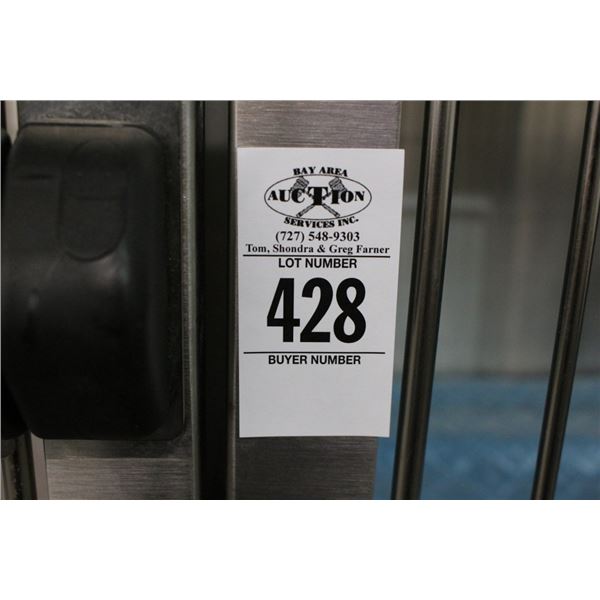 BAY AREA
AUCTION
SERVICES INC.
(727) 548-9303
Tom, Shondra & Greg Farner
LOT NUMBER
428
BUYER NUMBER